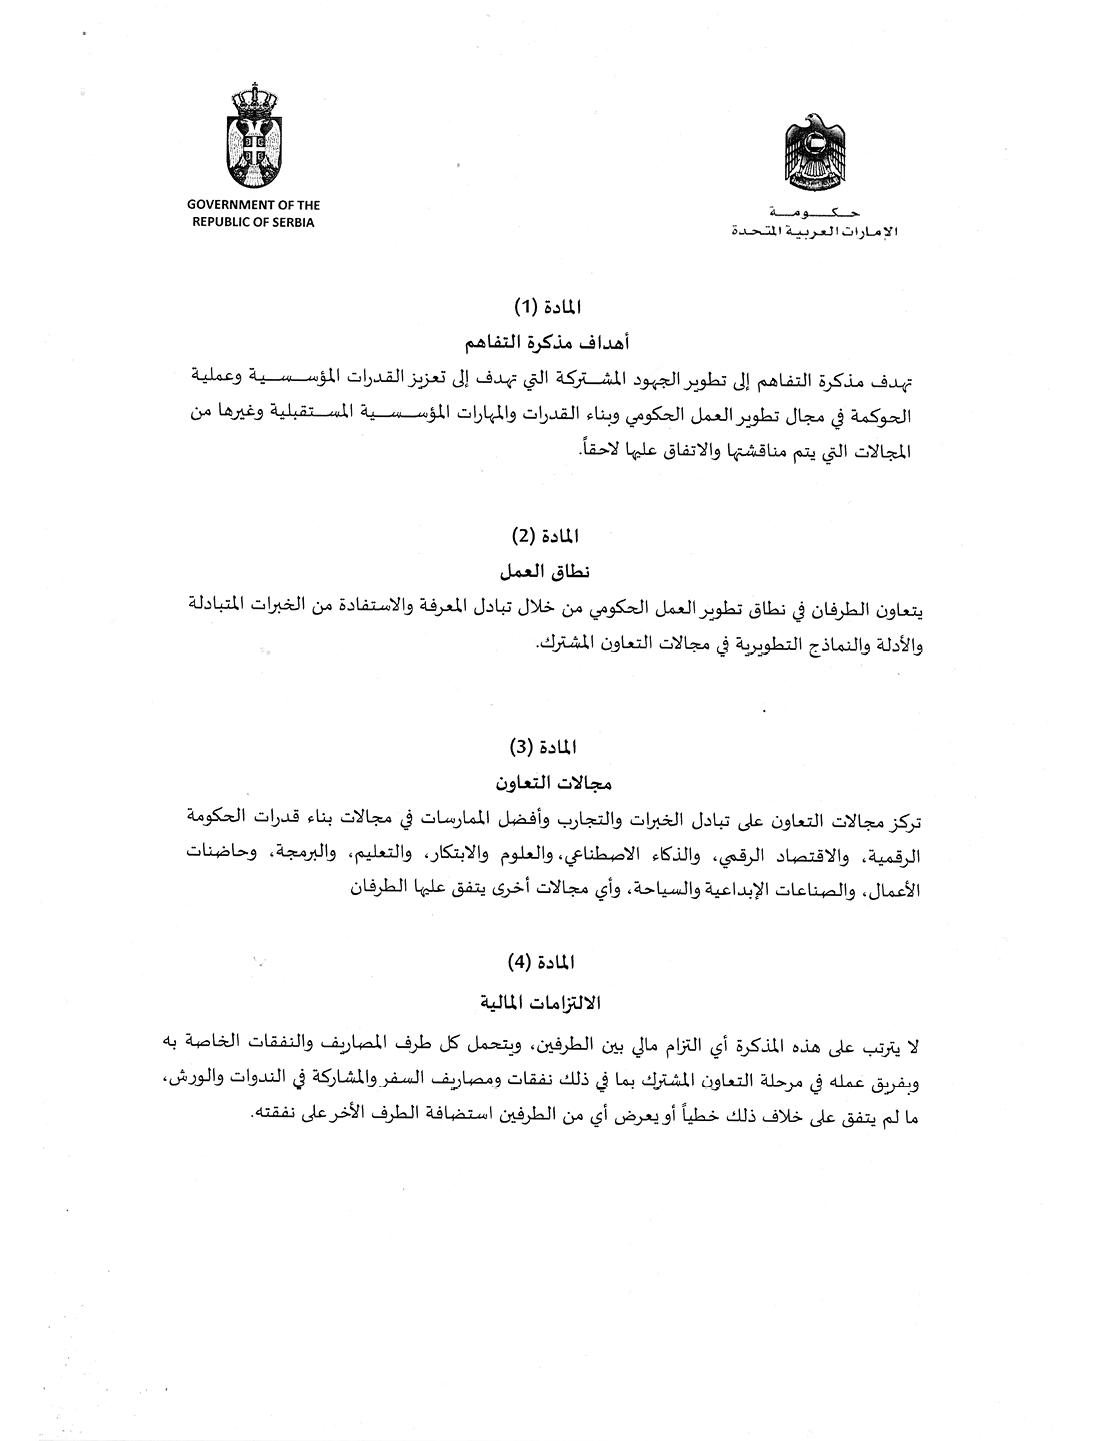 GOVERNMENT OF THE
REPUBLIC OF SERBIA
حكومة
الامارات العربية المتحدة
المادة (1)
أهداف مذكرة التفاهم
تهدف مذكرة التفاهم إلى تطوير الجهود المشتركة التي تهدف إلى تعزيز القدرات المؤسسية وعملية
الحوكمة في مجال تطوير العمل الحكومي وبناء القدرات والمهارات المؤسسية المستقبلية وغيرها من
المجالات التي يتم مناقشتها والاتفاق عليها لاحقاً.
المادة (2)
نطاق العمل
يتعاون الطرفان في نطاق تطوير العمل الحكومي من خلال تبادل المعرفة والاستفادة من الخبرات المتبادلة
والأدلة والنماذج التطويرية في مجالات التعاون المشترك.
المادة (3)
مجالات التعاون
تركز مجالات التعاون على تبادل الخبرات والتجارب وأفضل الممارسات في مجالات بناء قدرات الحكومة
الرقمية، والاقتصاد الرقمي، والذكاء الاصطناعي، والعلوم والابتكار، والتعليم، والبرمجة، وحاضنات
الأعمال، والصناعات الإبداعية والسياحة، وأي مجالات أخرى يتفق عليها الطرفان
المادة (4)
الالتزامات المالية
لا يترتب على هذه المذكرة أي التزام مالي بين الطرفين، ويتحمل كل طرف المصاريف والنفقات الخاصة به
وبفريق عمله في مرحلة التعاون المشترك بما في ذلك نفقات ومصاريف السفر والمشاركة في الندوات والورش،
ما لم يتفق على خلاف ذلك خطياً أو يعرض أي من الطرفين استضافة الطرف الأخر على نفقته.